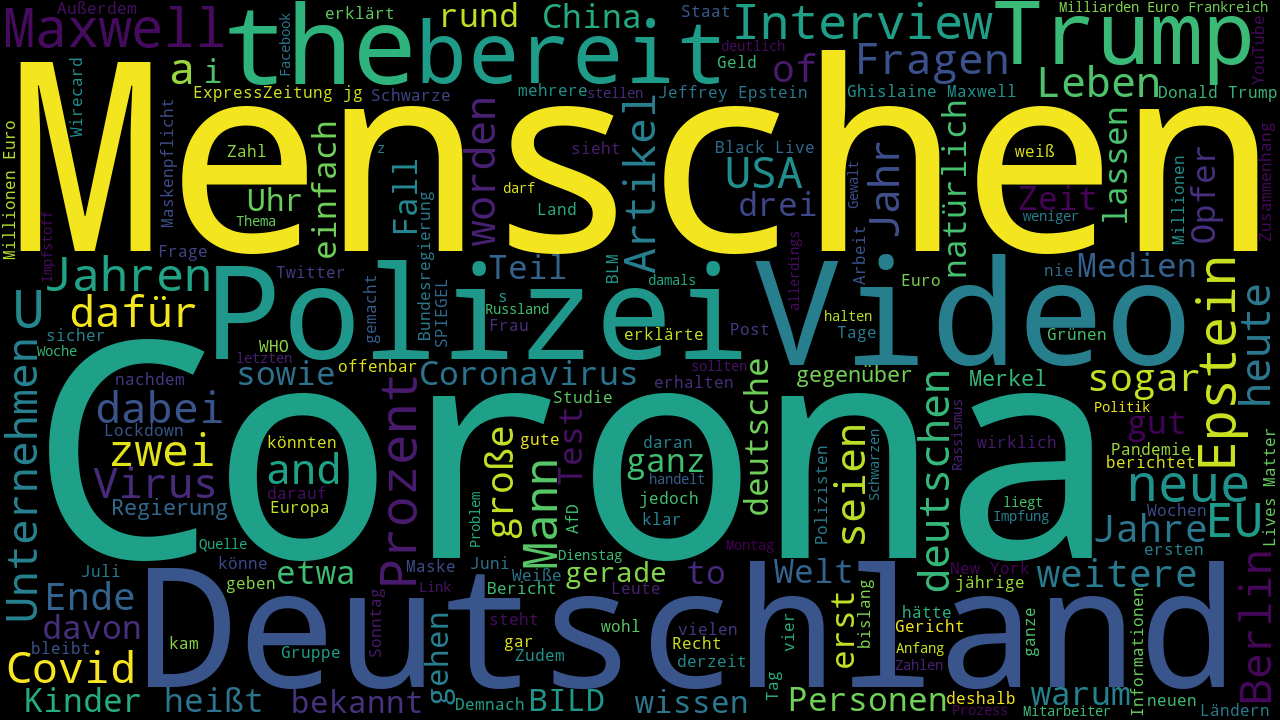 Außerdem
erklärt
rund
China
Staat
Interview
Trump
Milliarden Euro Frankreich
Maxwell
the
bereit
Facebook
deutlich
YouTube
a
i
Geld
of
Fragen
Leben
Wirecard
ExpressZeitung jg
Schwarze
mehrere
stellen
Jeffrey Epstein
Ghislaine Maxwell
Donald Trump
Menschen
Millionen Euro
Maskenpflicht
Zahl
einfach
z
Fall
worden
sieht
Artikel
Black Live
USA
Gewalt
Jahr
natürlich
weiß
lassen
Opfer
Zusammenhang
Uhr
Thema
darf
Land
drei
Zeit
weniger
Millionen
Impfstoff
Frage
Jahren
Twitter
Polizei
Bundesregierung
Teil
BLM
damals
Video
allerdings
Arbeit
Euro
nie
Medien
dafür
gemacht
SPIEGEL
s
Russland
Frau
erklärte
Post
halten
Tage
Grünen
Epstein
heute
Unternehmen
U
sicher
Woche
WHO
letzten
offenbar
sowie
Coronavirus
erhalten
sollten
gegenüber
Merkel
sogar
Corona
nachdem
dabei
Lockdown
zwei
Virus
Regierung
könnten
and
darauf
Europa
Prozent
Studie
große
gute
Test
Mann
daran
ganz
handelt
jedoch
klar
deutsche
Polizisten
seinen
Schwarzen
deutschen
Rassismus
wirklich
Politik
gut
Pandemie
berichtet
neue
liegt
Impfung
Wochen
Jahre
EU
ersten
Lives Matter
Problem
AfD
Quelle
Dienstag
Montag
Juli
könne
geben
etwa
Maske
Link
Juni
Weiße
Bericht
gerade
Leute
to
Welt
New York
jährige
weitere
Ende
Deutschland
davon
bleibt
kam
Gruppe
Sonntag
gehen
steht
gar
Zudem
wohl
vielen
Recht
derzeit
vier
erst
bislang
hätte
Gericht
Anfang
Zahlen
ganze
Informationen
Berlin
Covid
Kinder
heißt
bekannt
Demnach
BILD
wissen
Tag
Personen
deshalb
Prozess
warum
Mitarbeiter
neuen
Ländern